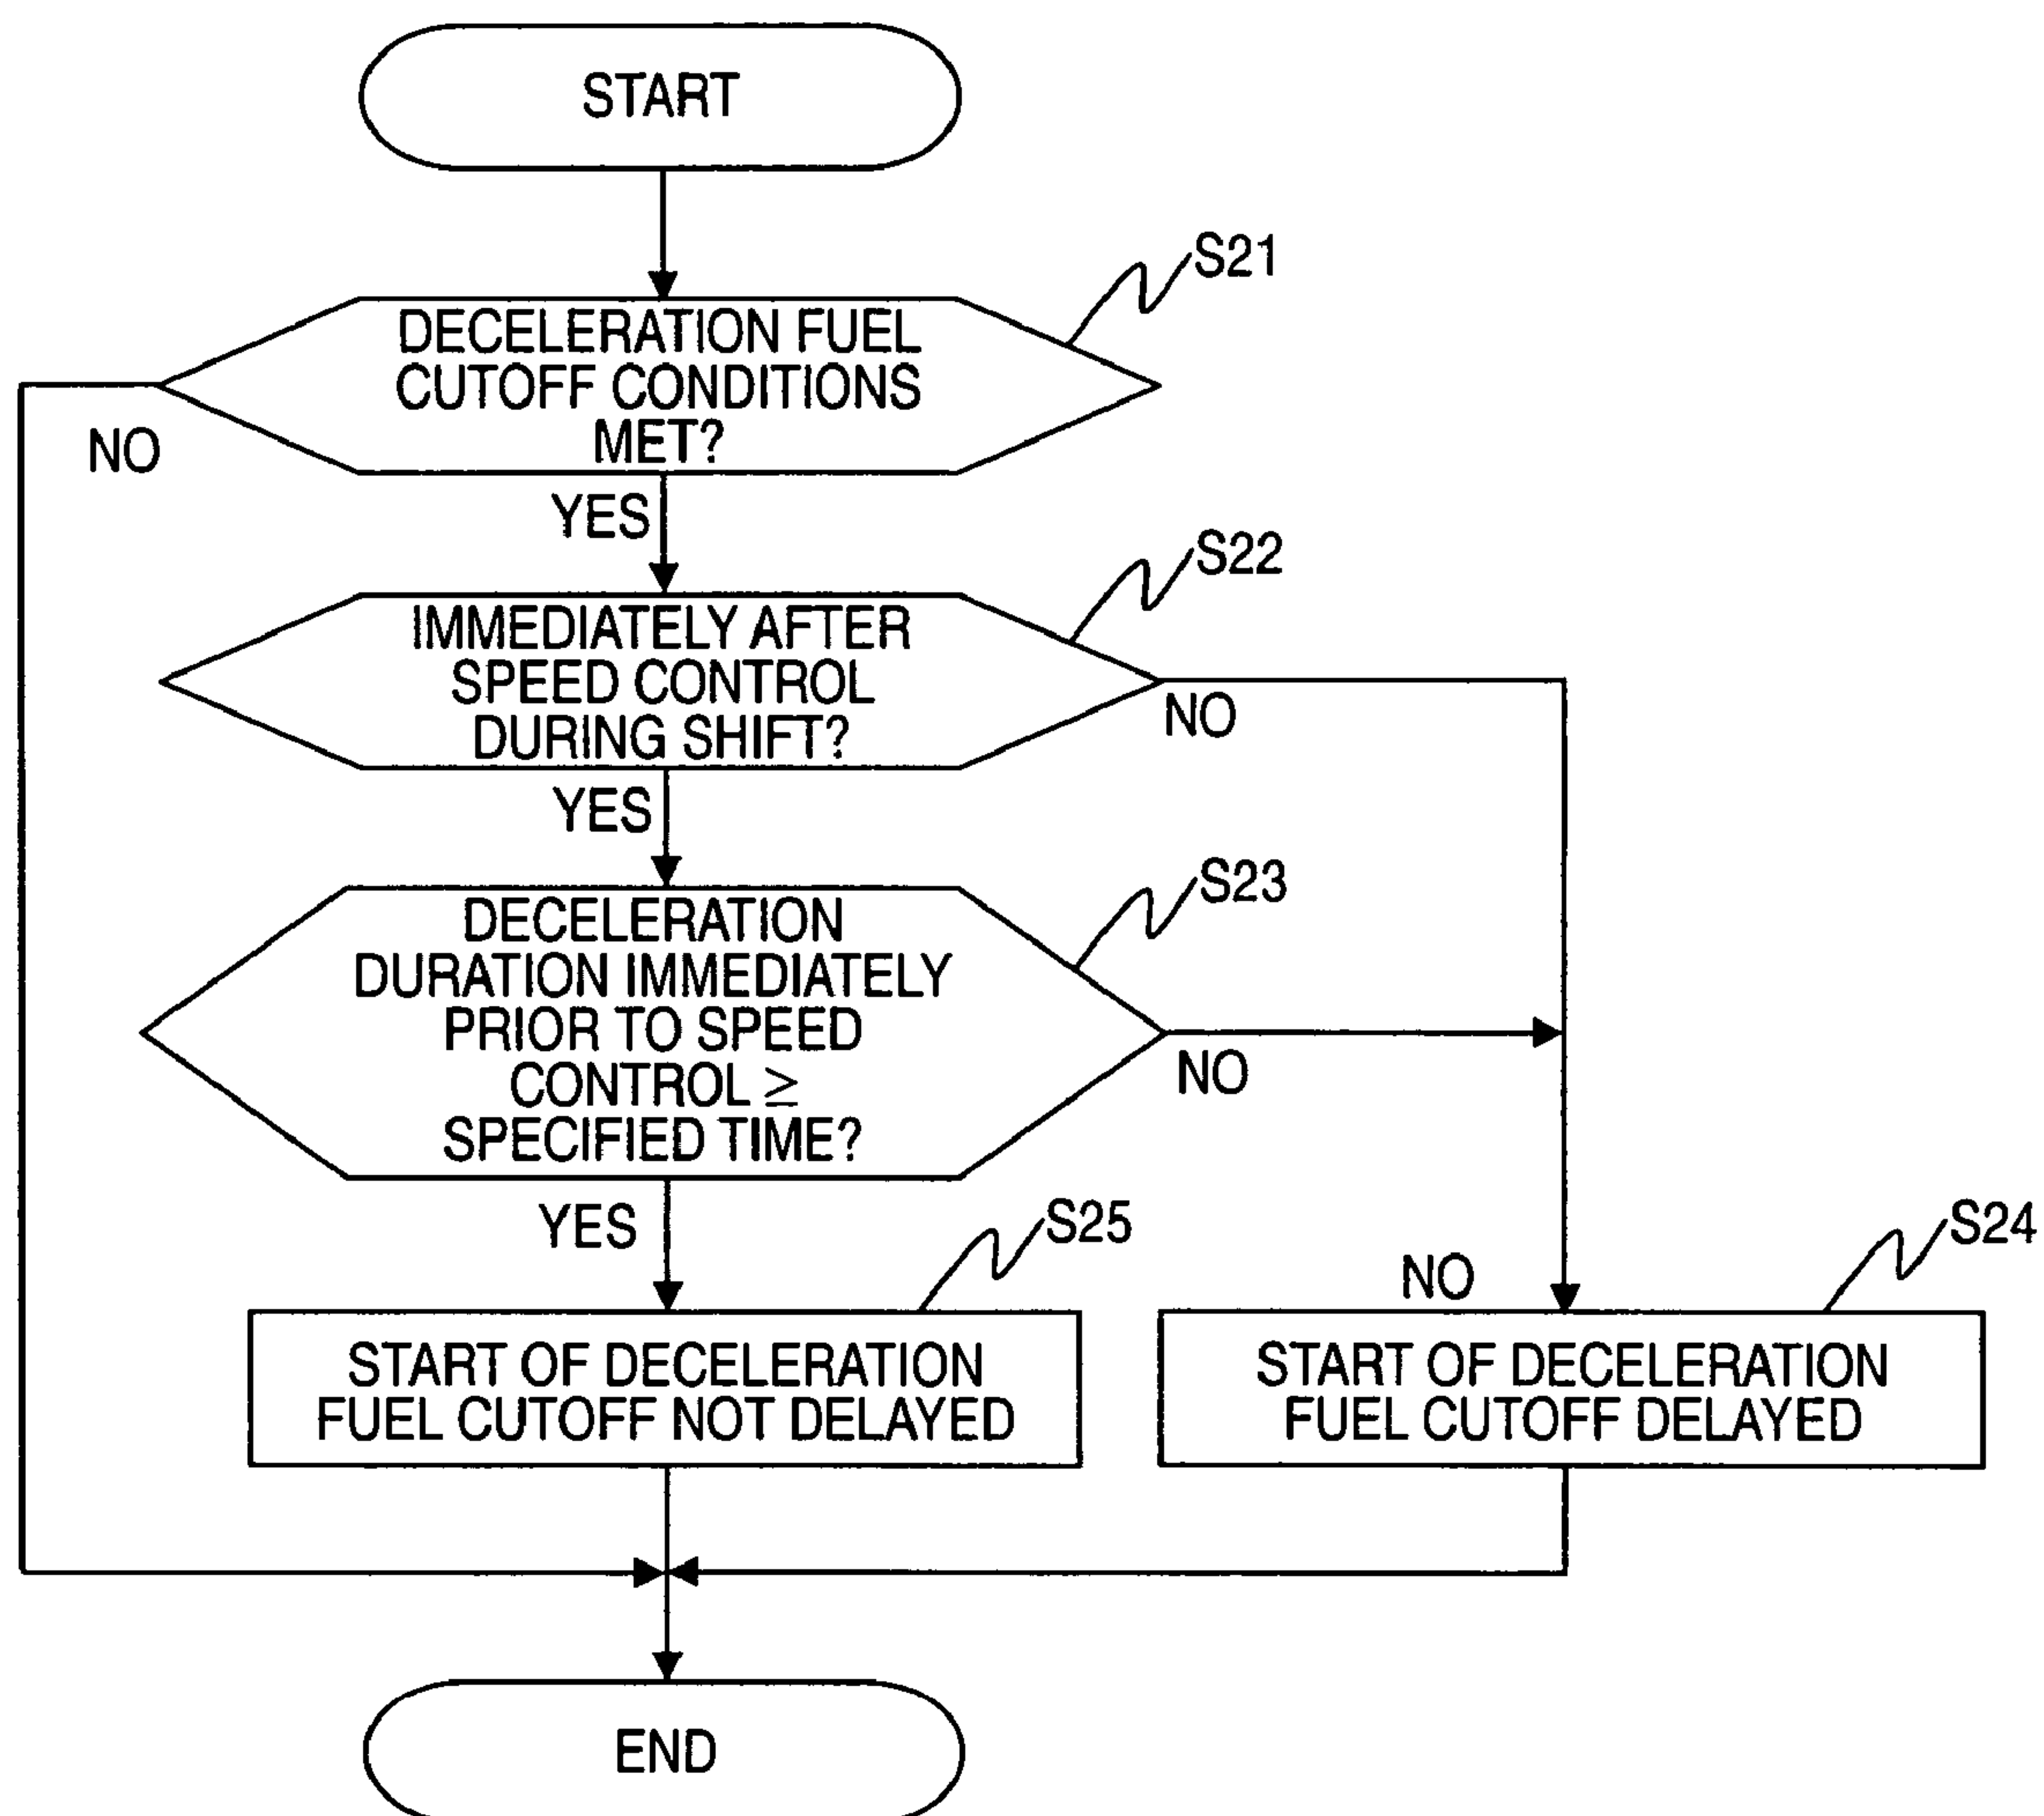 START
S21
DECELERATION FUEL
CUTOFF CONDITIONS
MET?
NO
YES
S22
IMMEDIATELY AFTER
SPEED CONTROL
DURING SHIFT?
NO
YES
S23
DECELERATION
DURATION IMMEDIATELY
PRIOR TO SPEED
CONTROL ≥
SPECIFIED TIME?
NO
YES
S25
NO
S24
START OF DECELERATION
FUEL CUTOFF NOT DELAYED
START OF DECELERATION
FUEL CUTOFF DELAYED
END